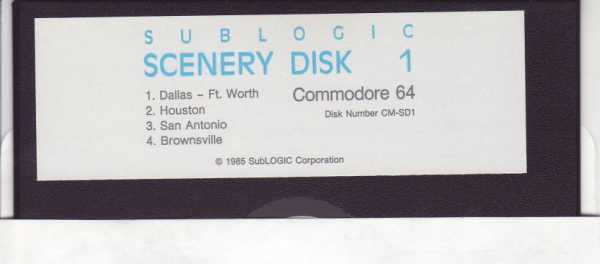 SUBLOGIC
SCENERY DISK 1
1. Dallas - Ft. Worth
2. Houston
3. San Antonio
4. Brownsville
Commodore 64
Disk Number CM-SD1
© 1985 SubLOGIC Corporation